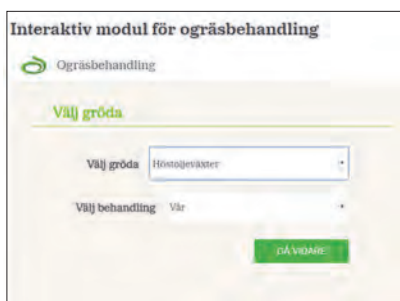 Interaktiv modul för ogräsbehandling
Ogräsbehandling
Välj gröda
Välj gröda Höstoljeväxter
Välj behandling Vår
GÅ VIDARE